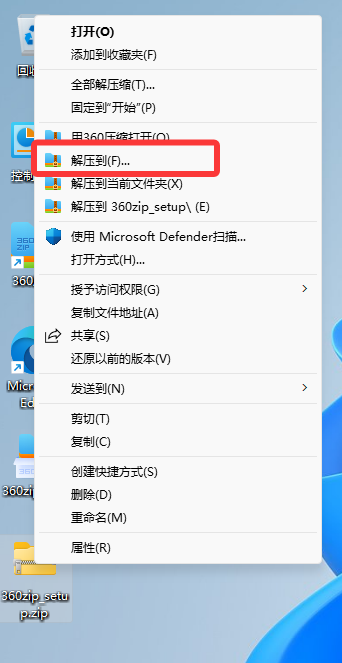 打开(O)
添加到收藏夹(F)
回收
全部解压缩(T)...
固定到"开始"(P)
用360压缩打开(O)
解压到(F)...
控制
解压到当前文件夹(X)
解压到 360zip_setup\ (E)
360
ZIP
使用 Microsoft Defender扫描...
打开方式(H)...
360
授予访问权限(G)
复制文件地址(A)
共享(S)
还原以前的版本(V)
Micro
Ed
发送到(N)
剪切(T)
复制(C)
创建快捷方式(S)
360zip
删除(D)
重命名(M)
属性(R)
360zip_setu
p.zip